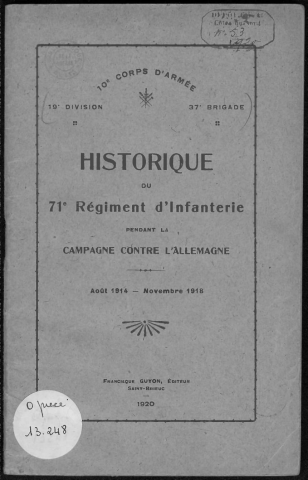 10e CORPS D'ARMÉE
19e DIVISION
37e BRIGADE
HISTORIQUE
DU
71e Régiment d'Infanterie
PENDANT LA
CAMPAGNE CONTRE L'ALLEMAGNE
Août 1914 — Novembre 1918
FRANCISQUE GUYON, ÉDITEUR
SAINT-BRIEUC
1920
O pièce
13.248